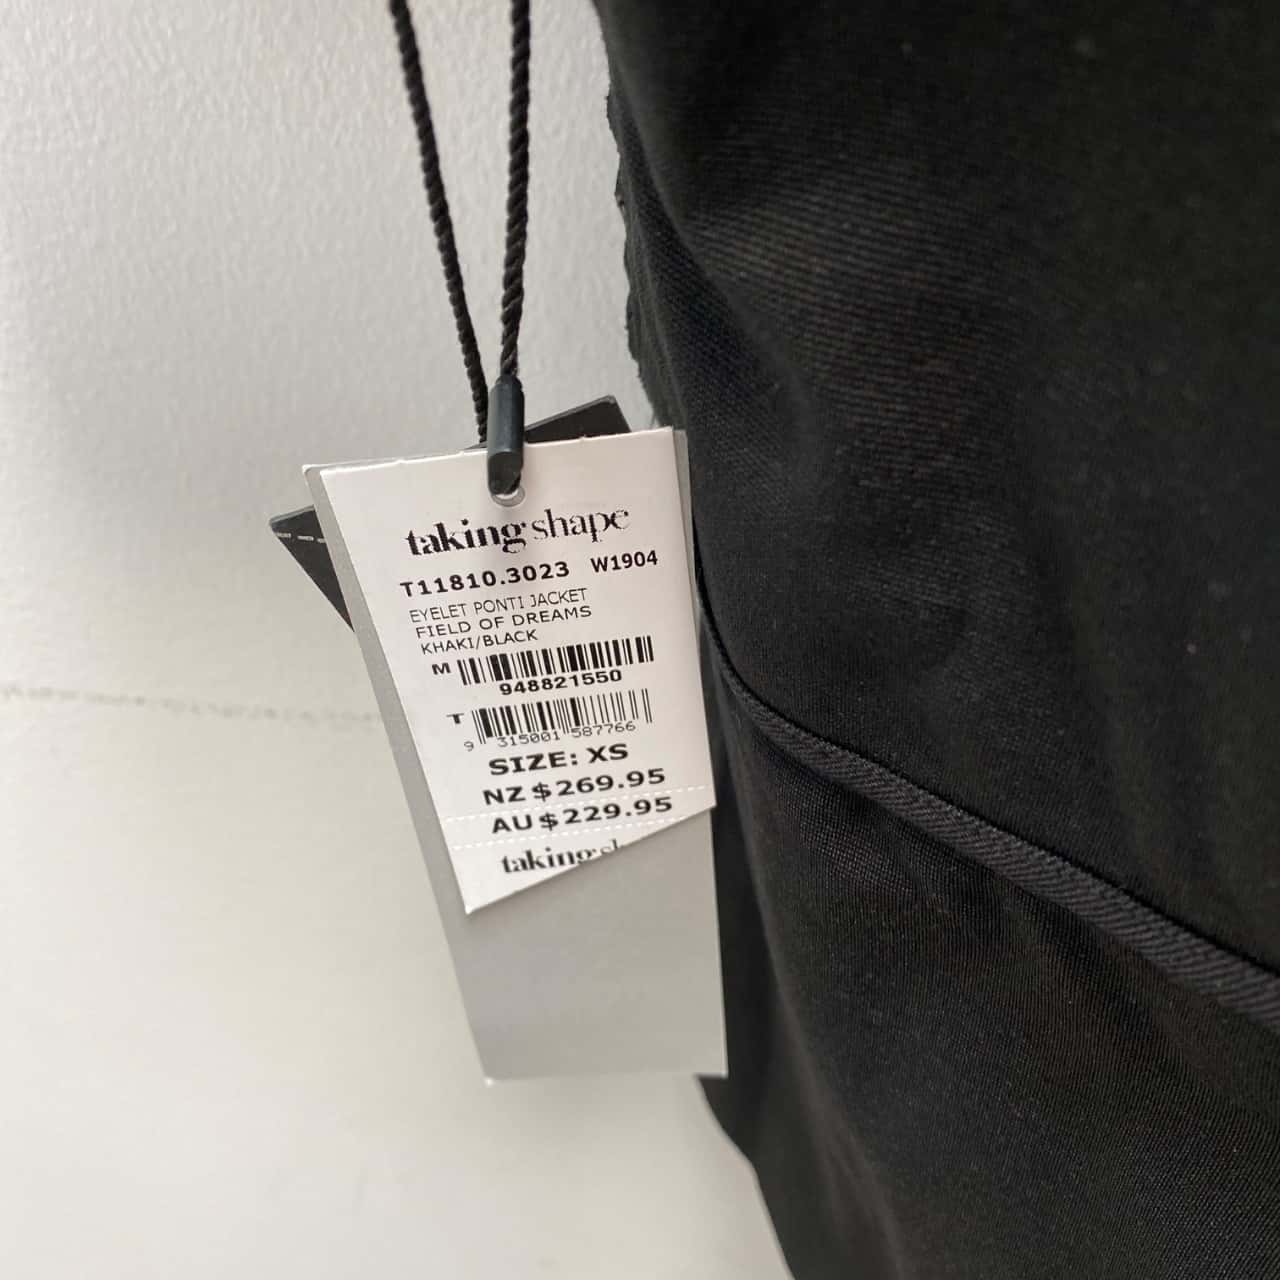 taking shape
T11810.3023 W1904
EYELET PONTI JACKET
FIELD OF DREAMS
KHAKI/BLACK
M
948821550
T
9 315001 587766
SIZE: XS
NZ $269.95
AU $229.95
taking